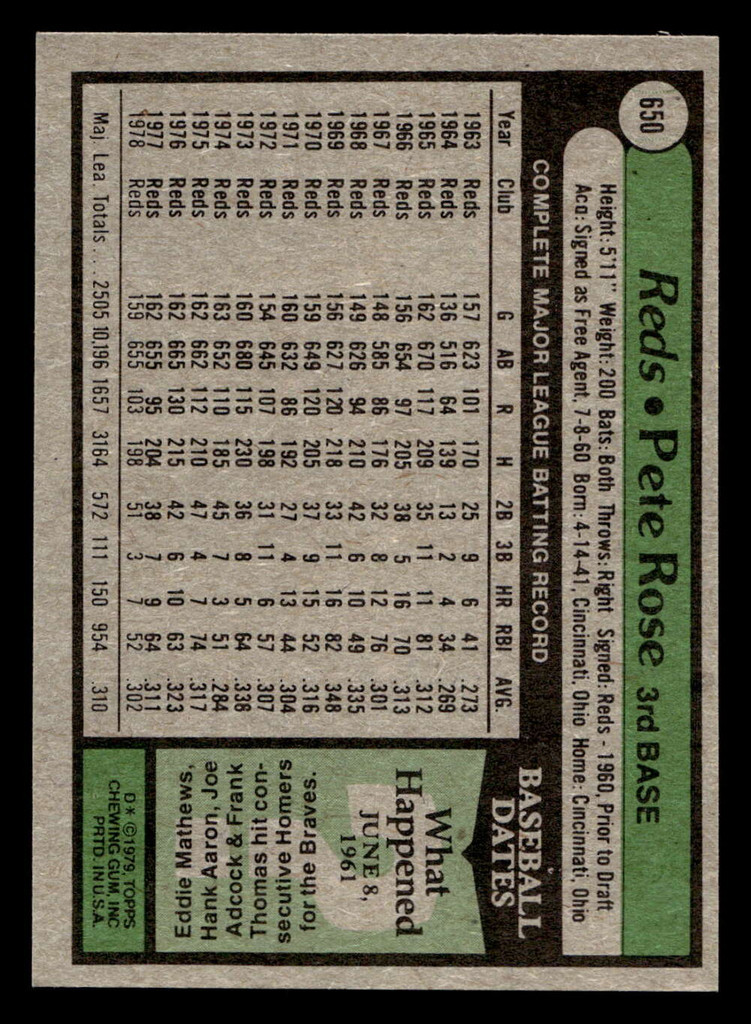 650
Reds • Pete Rose 3rd BASE
Height: 5'11" Weight: 200 Bats: Both Throws: Right Signed: Reds - 1960, Prior to Draft
Acq: Signed as Free Agent, 7-8-60 Born: 4-14-41, Cincinnati, Ohio Home: Cincinnati, Ohio
COMPLETE MAJOR LEAGUE BATTING RECORD
Year Club G AB R H 2B 3B HR RBI AVG.
1963 Reds 157 623 101 170 25 9 6 41 .273
1964 Reds 136 516 64 139 13 2 4 34 .269
1965 Reds 162 670 117 209 35 11 11 81 .312
1966 Reds 156 654 97 205 38 5 16 70 .313
1967 Reds 148 585 86 176 32 8 12 76 .301
1968 Reds 149 626 94 210 42 6 10 49 .335
1969 Reds 156 627 120 218 33 11 16 82 .348
1970 Reds 159 649 120 205 37 9 15 52 .316
1971 Reds 160 632 86 192 27 4 13 44 .304
1972 Reds 154 645 107 198 31 11 6 57 .307
1973 Reds 160 680 115 230 36 8 5 64 .338
1974 Reds 163 652 110 185 45 7 3 51 .284
1975 Reds 162 662 112 210 47 4 7 74 .317
1976 Reds 162 665 130 215 42 6 10 63 .323
1977 Reds 162 655 95 204 38 7 9 64 .311
1978 Reds 159 655 103 198 51 3 7 52 .302
Maj. Lea. Totals . . . 2505 10,196 1657 3164 572 111 150 954 .310
BASEBALL
DATES
What
Happened
JUNE 8,
1961
Eddie Mathews,
Hank Aaron, Joe
Adcock & Frank
Thomas hit con-
secutive Homers
for the Braves.
D* © 1979, TOPPS
CHEWING GUM, INC
PRTD. IN U.S.A.